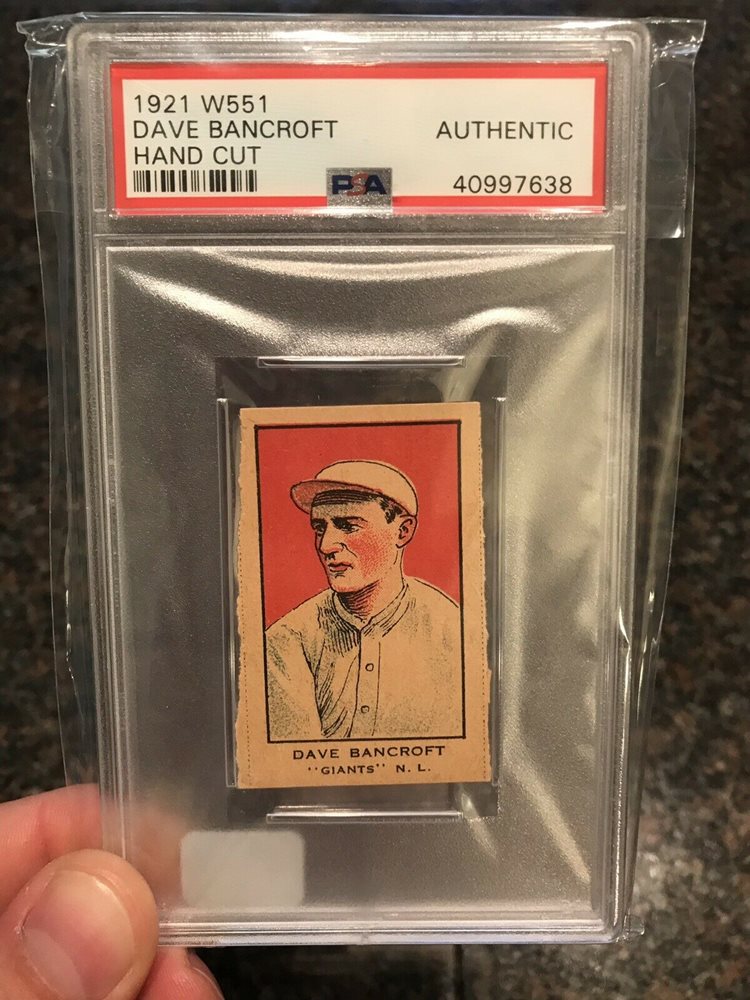 1921 W551
DAVE BANCROFT AUTHENTIC
HAND CUT
PSA 40997638
DAVE BANCROFT
"GIANTS" N. L.